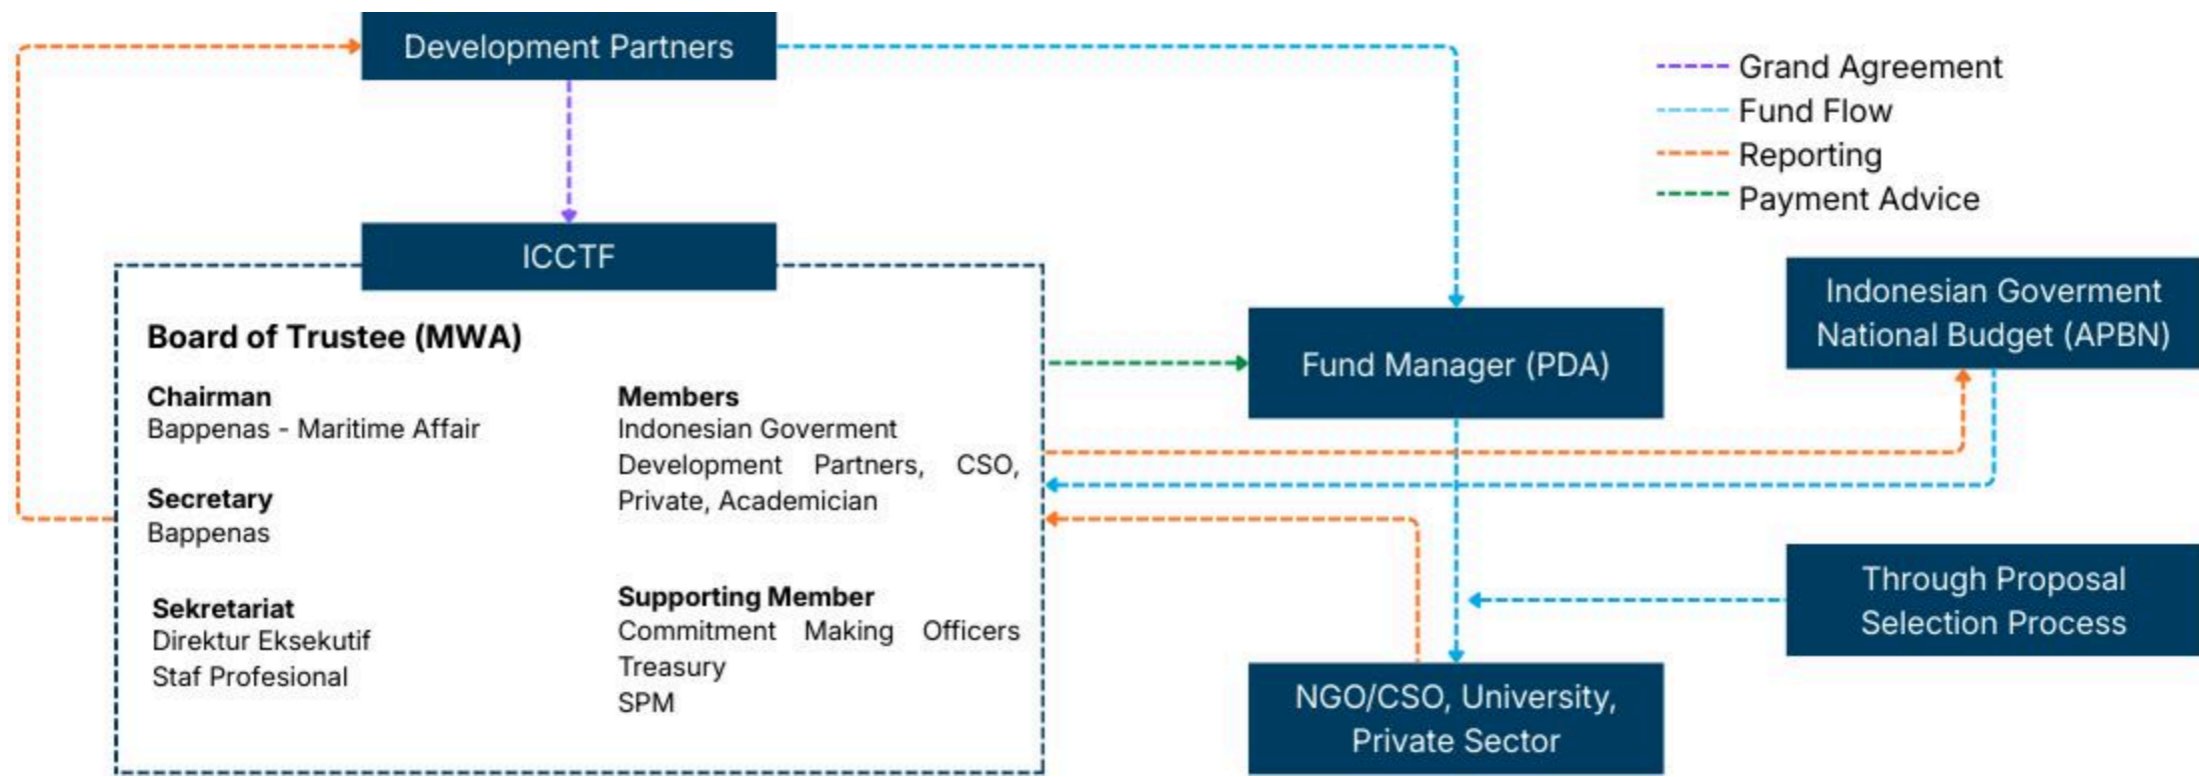 Development Partners
Grand Agreement
Fund Flow
Reporting
Payment Advice
ICCTF
Board of Trustee (MWA)
Chairman
Bappenas - Maritime Affair
Secretary
Bappenas
Sekretariat
Direktur Eksekutif
Staf Profesional
Members
Indonesian Goverment
Development Partners, CSO,
Private, Academician
Supporting Member
Commitment Making Officers
Treasury
SPM
Fund Manager (PDA)
Indonesian Goverment
National Budget (APBN)
Through Proposal
Selection Process
NGO/CSO, University,
Private Sector